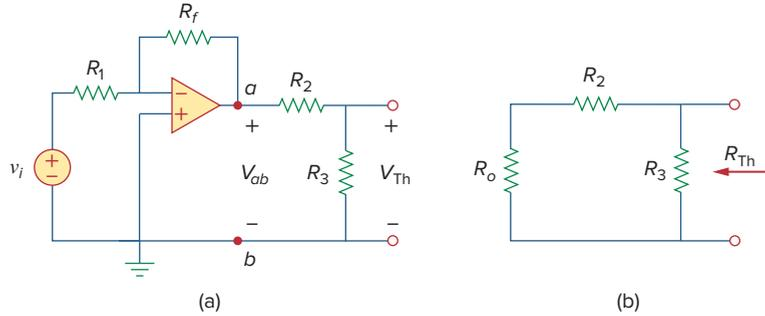 R_f
R_1
a
R_2
R_2
− +
+ +
v_i + −
V_ab
R_3
V_Th
R_o
R_3
R_Th
− −
b
(a)
(b)